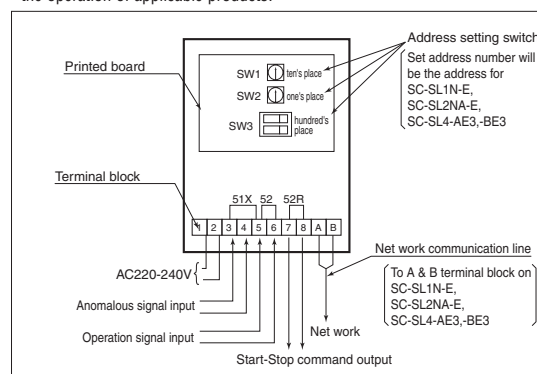 the operation of applicable products.
Address setting switch
Set address number will
be the address for
SC-SL1N-E,
SC-SL2NA-E,
SC-SL4-AE3,-BE3
Printed board
SW1 ten's place
SW2 one's place
SW3 hundred's
place
Terminal block
51X 52 52R
1 2 3 4 5 6 7 8 A B
Net work communication line
To A & B terminal block on
SC-SL1N-E,
SC-SL2NA-E,
SC-SL4-AE3,-BE3
AC220-240V
Anomalous signal input
Operation signal input
Net work
Start-Stop command output